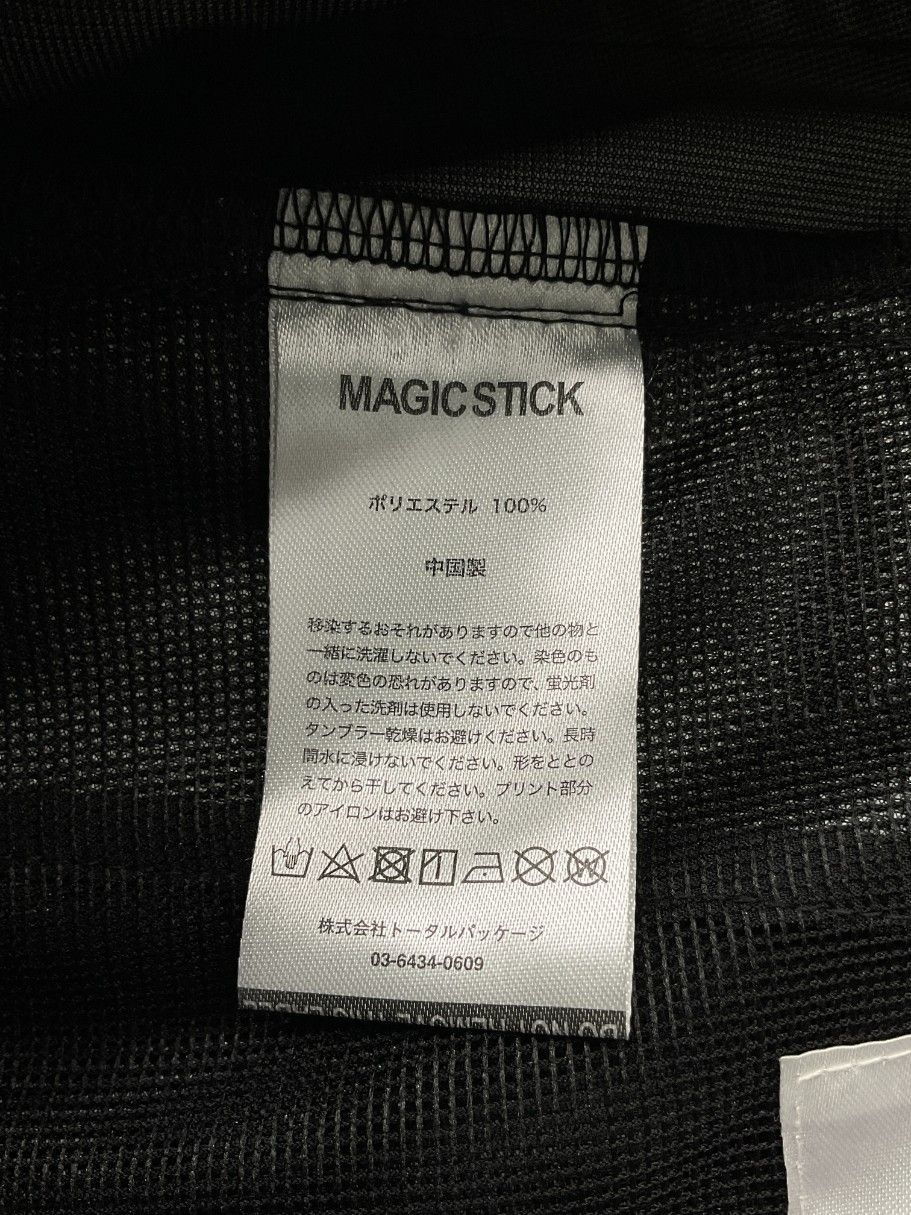 MAGIC STICK
ポリエステル 100%
中国製
移染するおそれがありますので他の物と
一緒に洗濯しないでください。染色のも
のは変色の恐れがありますので、蛍光剤
の入った洗剤は使用しないでください。
タンブラー乾燥はお避けください。長時
間水に浸けないでください。形をととの
えてから干してください。プリント部分
のアイロンはお避け下さい。
W
株式会社トータルパッケージ
03-6434-0609